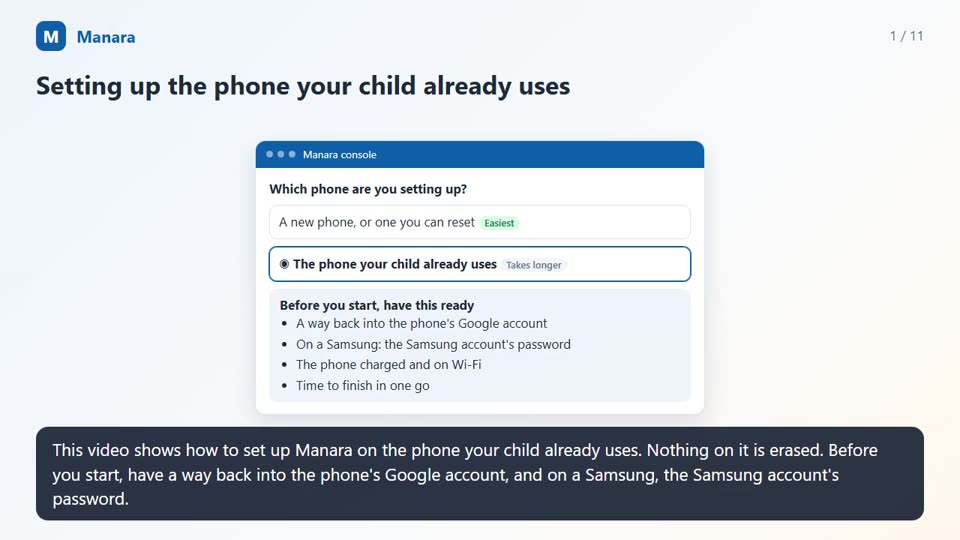 M Manara
1 / 11
Setting up the phone your child already uses
Manara console
Which phone are you setting up?
A new phone, or one you can reset Easiest
The phone your child already uses Takes longer
Before you start, have this ready
• A way back into the phone's Google account
• On a Samsung: the Samsung account's password
• The phone charged and on Wi-Fi
• Time to finish in one go
This video shows how to set up Manara on the phone your child already uses. Nothing on it is erased. Before
you start, have a way back into the phone's Google account, and on a Samsung, the Samsung account's
password.